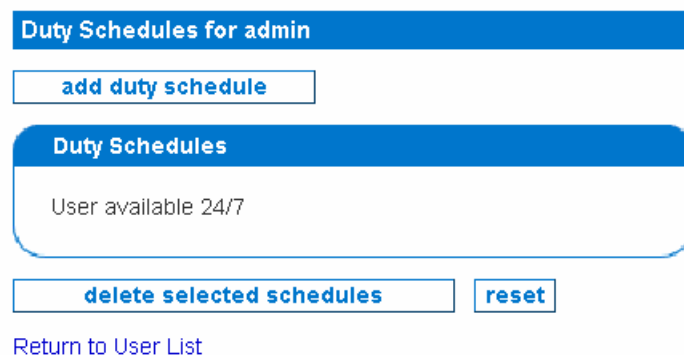 Duty Schedules for admin
add duty schedule
Duty Schedules
User available 24/7
delete selected schedules reset
Return to User List